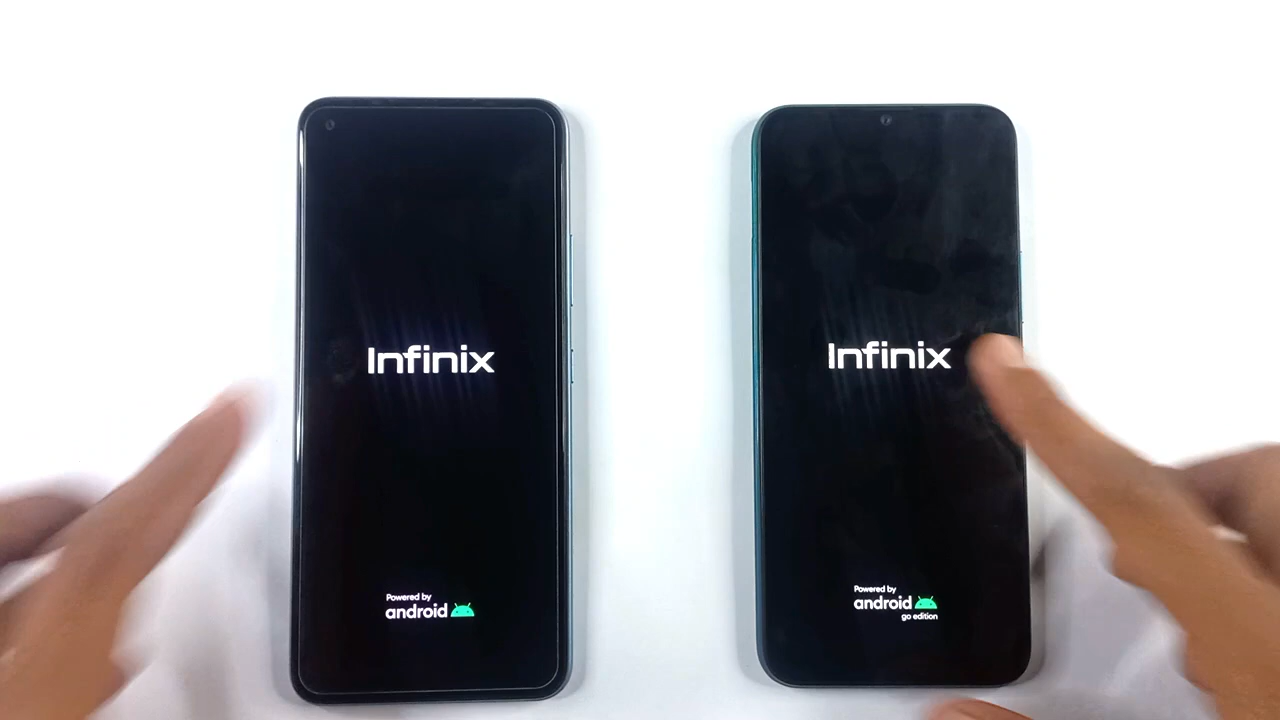 Infinix
Powered by
android
Infinix
Powered by
android
go edition